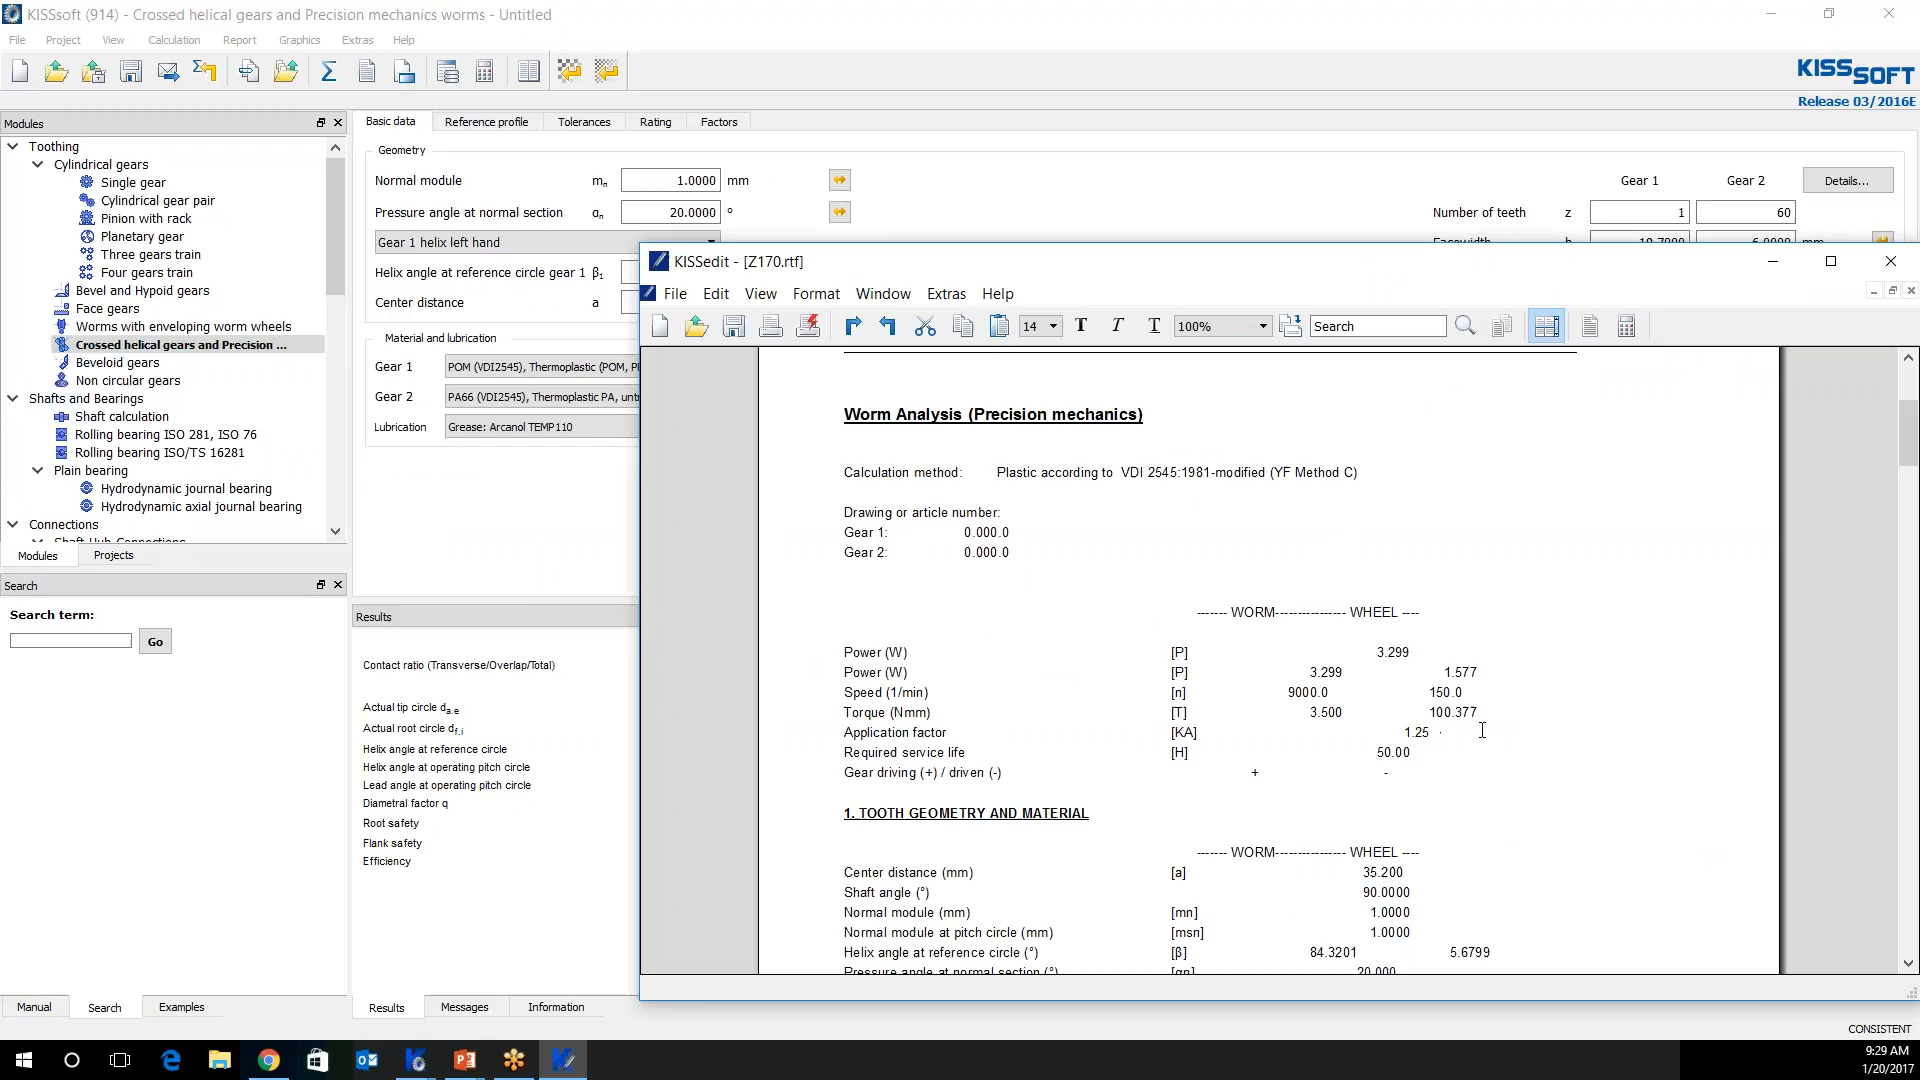 KISSsoft (914) - Crossed helical gears and Precision mechanics worms - Untitled
File Project View Calculation Report Graphics Extras Help
KISSSOFT
Release 03/2016E
Modules
Toothing
Cylindrical gears
Single gear
Cylindrical gear pair
Pinion with rack
Planetary gear
Three gears train
Four gears train
Bevel and Hypoid gears
Face gears
Worms with enveloping worm wheels
Crossed helical gears and Precision ...
Beveloid gears
Non circular gears
Shafts and Bearings
Shaft calculation
Rolling bearing ISO 281, ISO 76
Rolling bearing ISO/TS 16281
Plain bearing
Hydrodynamic journal bearing
Hydrodynamic axial journal bearing
Connections
Modules Projects
Search
Search term:
Go
Manual Search Examples
Basic data Reference profile Tolerances Rating Factors
Geometry
Normal module mn 1.0000 mm
Pressure angle at normal section αn 20.0000 °
Gear 1 helix left hand
Helix angle at reference circle gear 1 β1
Center distance a
Gear 1 Gear 2 Details...
Number of teeth z 1 60
Material and lubrication
Gear 1 POM (VDI2545), Thermoplastic (POM,
Gear 2 PA66 (VDI2545), Thermoplastic PA,
Lubrication Grease: Arcanol TEMP110
Results
Contact ratio (Transverse/Overlap/Total)
Actual tip circle da.e
Actual root circle df.i
Helix angle at reference circle
Helix angle at operating pitch circle
Lead angle at operating pitch circle
Diametral factor q
Root safety
Flank safety
Efficiency
Results Messages Information
KISSedit - [Z170.rtf]
File Edit View Format Window Extras Help
14 T T T 100% Search
Worm Analysis (Precision mechanics)
Calculation method: Plastic according to VDI 2545:1981-modified (YF Method C)
Drawing or article number:
Gear 1: 0.000.0
Gear 2: 0.000.0
------- WORM---------------- WHEEL ----
Power (W) [P] 3.299
Power (W) [P] 3.299 1.577
Speed (1/min) [n] 9000.0 150.0
Torque (Nmm) [T] 3.500 100.377
Application factor [KA] 1.25
Required service life [H] 50.00
Gear driving (+) / driven (-) + -
1. TOOTH GEOMETRY AND MATERIAL
------- WORM---------------- WHEEL ----
Center distance (mm) [a] 35.200
Shaft angle (°) 90.0000
Normal module (mm) [mn] 1.0000
Normal module at pitch circle (mm) [msn] 1.0000
Helix angle at reference circle (°) [β] 84.3201 5.6799
Pressure angle at normal section (°) [αn] 20.000
CONSISTENT
9:29 AM
1/20/2017